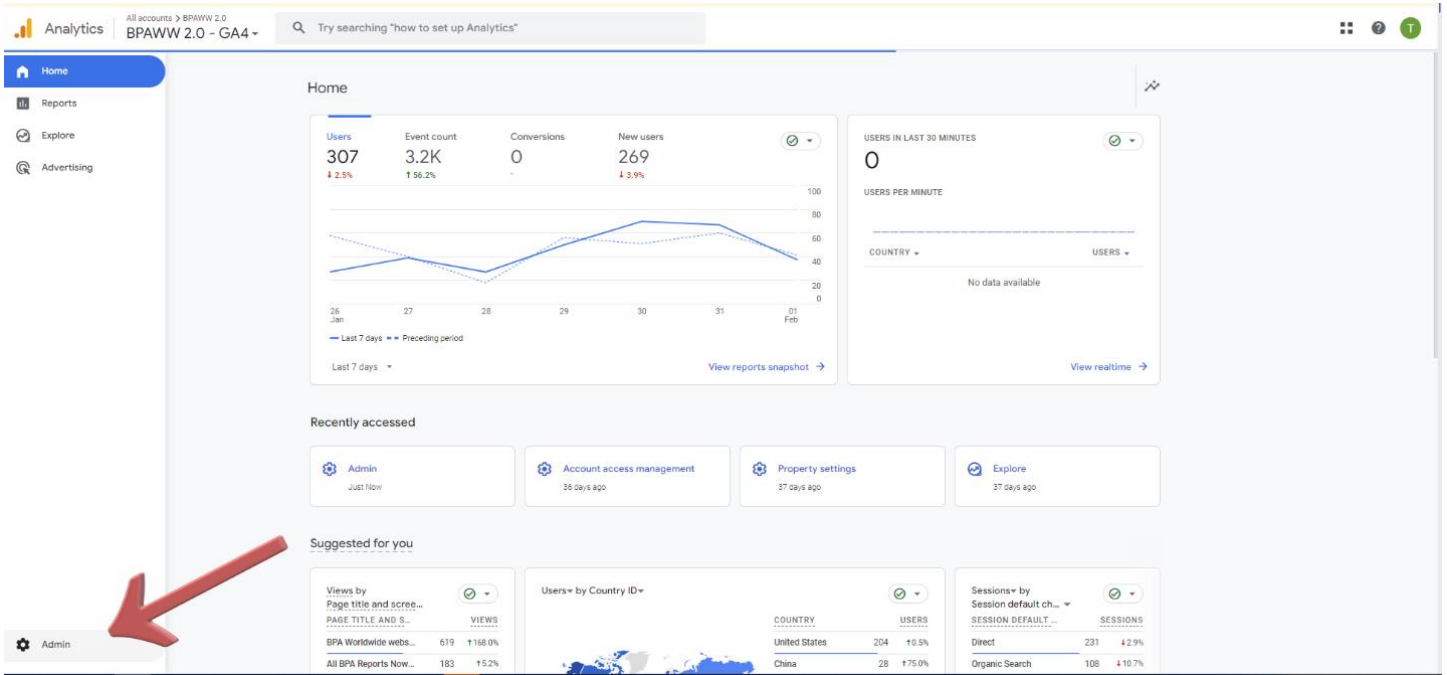 Analytics
All accounts > BPAWW 2.0
BPAWW 2.0 - GA4
Try searching "how to set up Analytics"
T
Home
Reports
Explore
Advertising
Admin
Home
Users
307
↓ 2.5%
Event count
3.2K
↑ 56.2%
Conversions
0
-
New users
269
↓ 3.9%
100
80
60
40
20
0
26
Jan
27
28
29
30
31
01
Feb
Last 7 days
Preceding period
Last 7 days
View reports snapshot →
USERS IN LAST 30 MINUTES
0
USERS PER MINUTE
COUNTRY
USERS
No data available
View realtime →
Recently accessed
Admin
Just Now
Account access management
36 days ago
Property settings
37 days ago
Explore
37 days ago
Suggested for you
Views by
Page title and scree...
PAGE TITLE AND S...
VIEWS
BPA Worldwide webs... 619 ↑168.0%
All BPA Reports Now... 183 ↑5.2%
Users by Country ID
COUNTRY USERS
United States 204 ↑0.5%
China 28 ↑75.0%
Sessions by
Session default ch...
SESSION DEFAULT ... SESSIONS
Direct 231 ↓2.9%
Organic Search 108 ↓10.7%